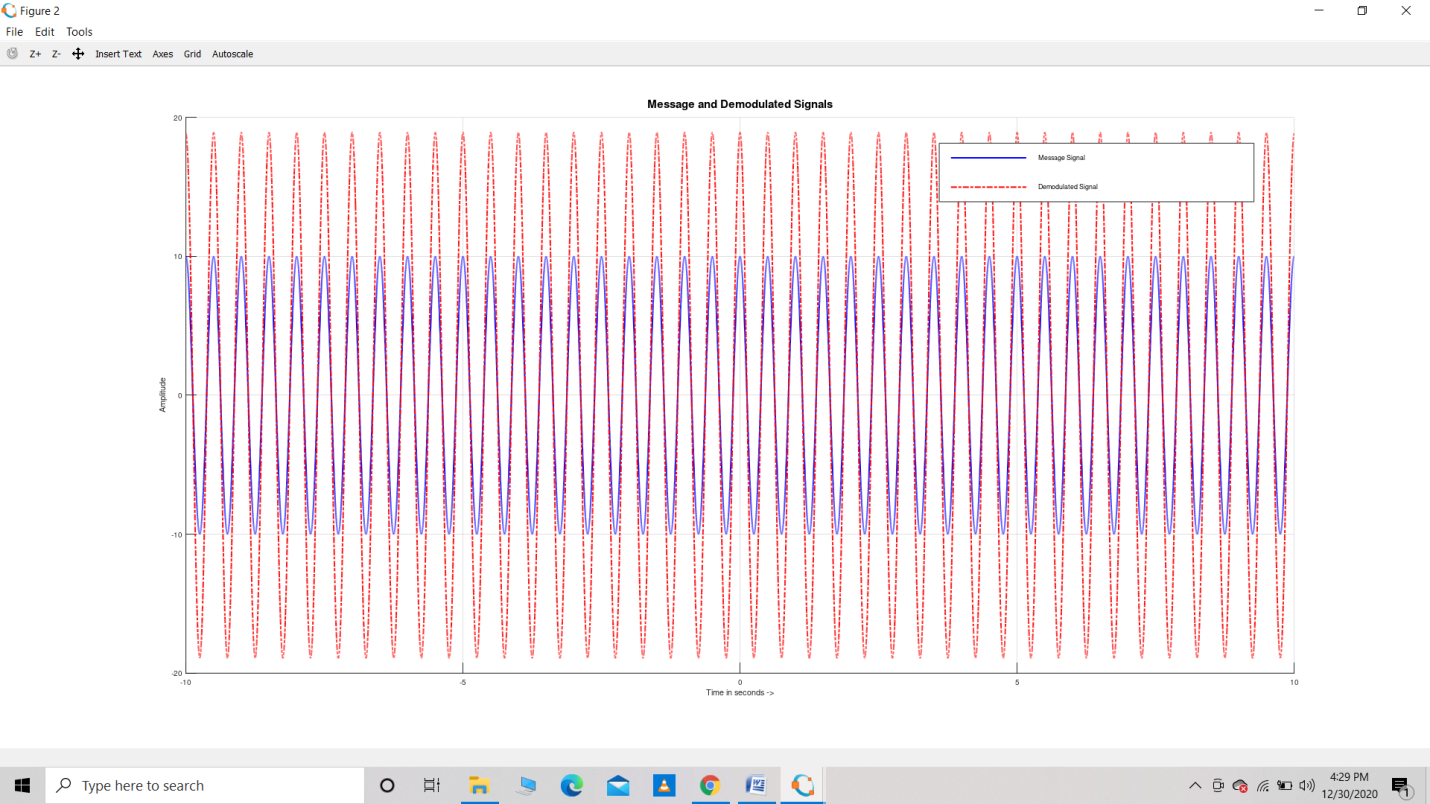 Figure 2
File Edit Tools
Z+ Z- Insert Text Axes Grid Autoscale
Message and Demodulated Signals
20
10
0
-10
-20
Amplitude
Message Signal
Demodulated Signal
-10 -5 0 5 10
Time in seconds ->
Type here to search
4:29 PM
12/30/2020
1